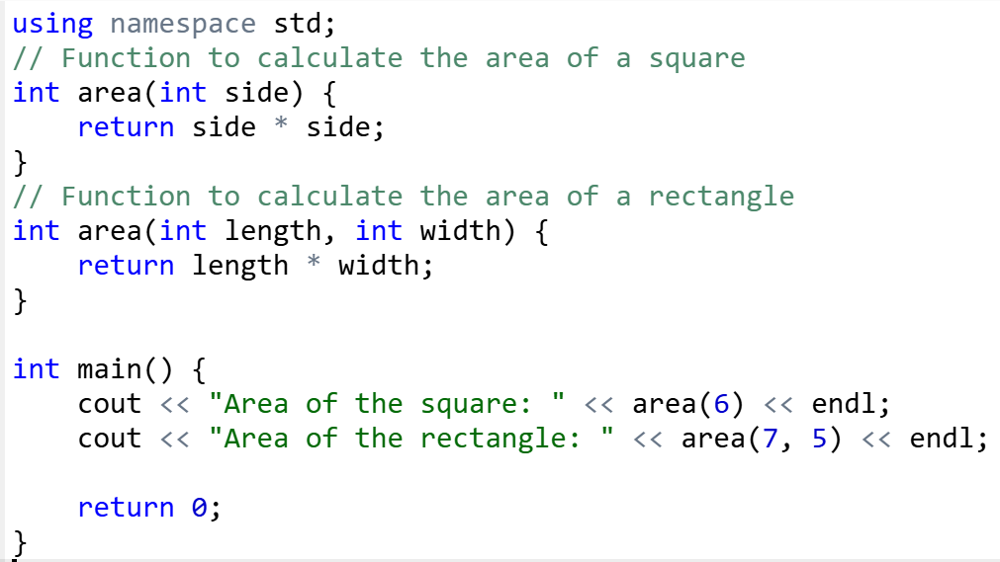 using namespace std;
// Function to calculate the area of a square
int area(int side) {
    return side * side;
}
// Function to calculate the area of a rectangle
int area(int length, int width) {
    return length * width;
}

int main() {
    cout << "Area of the square: " << area(6) << endl;
    cout << "Area of the rectangle: " << area(7, 5) << endl;

    return 0;
}